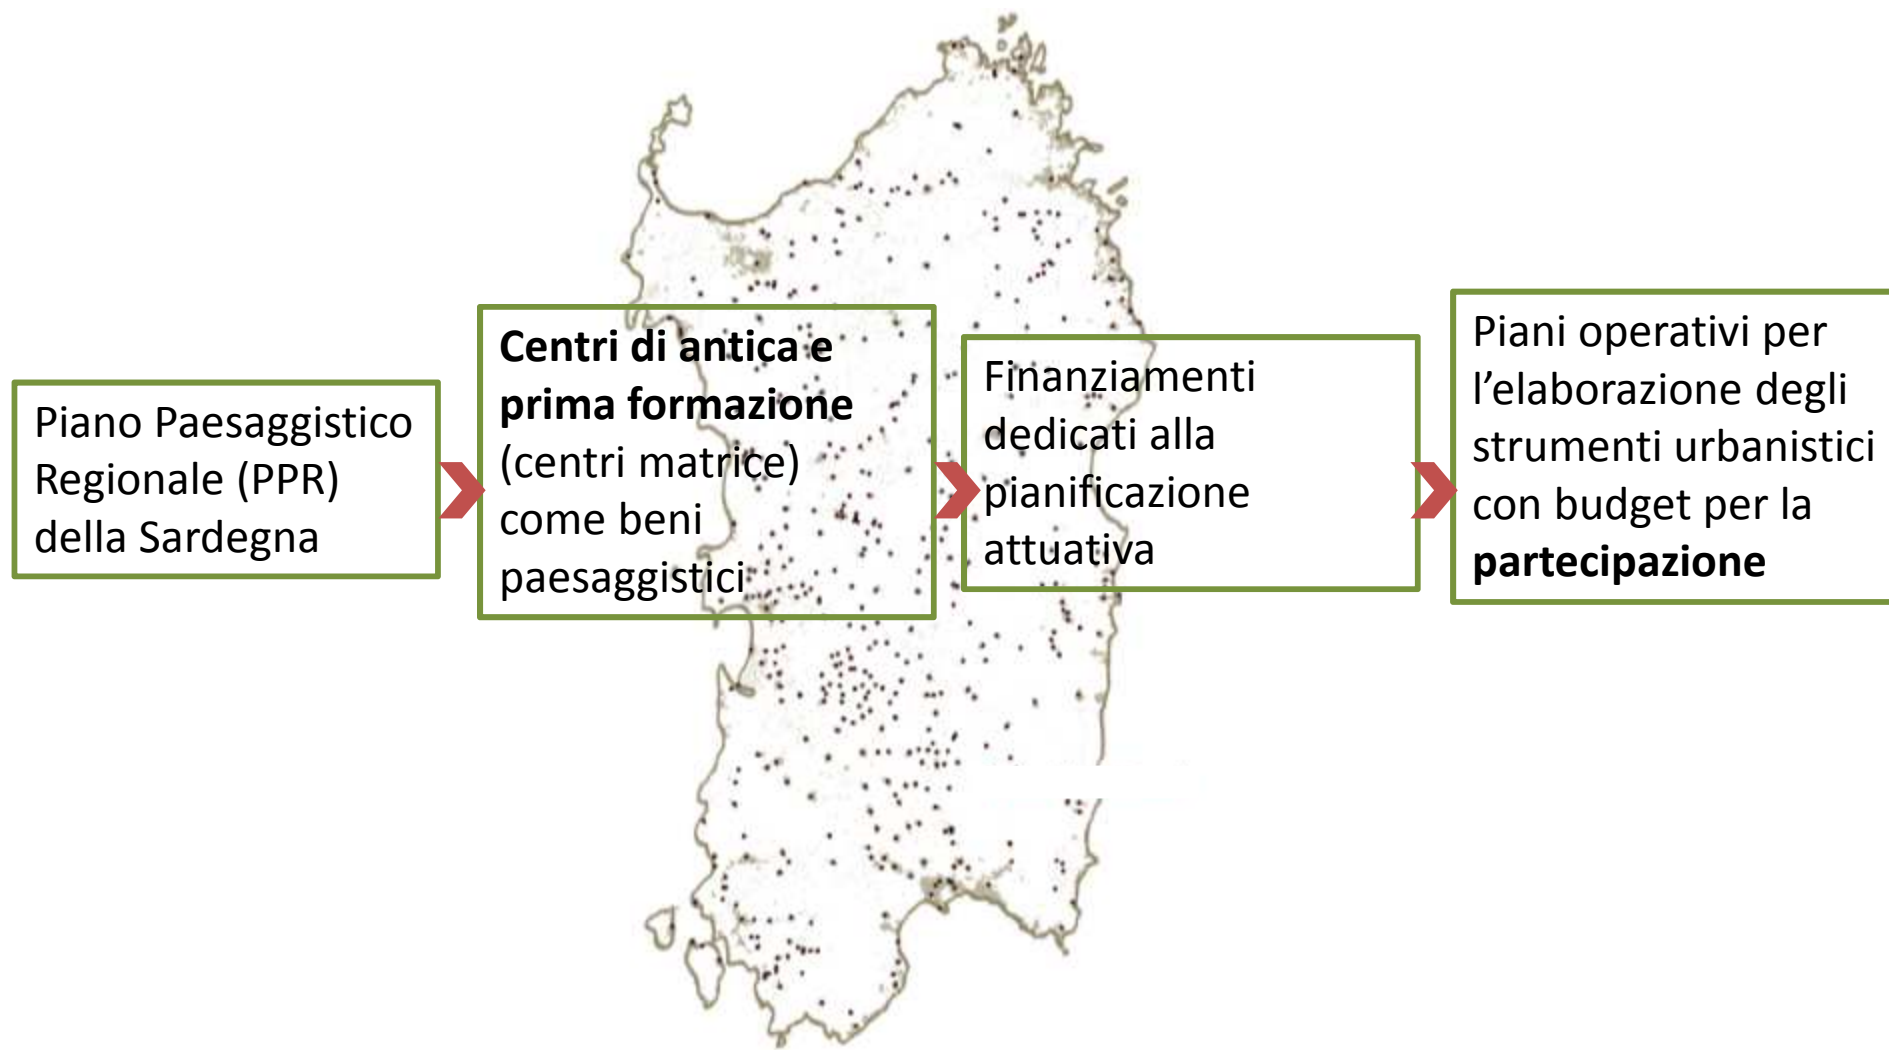 Piano Paesaggistico
Regionale (PPR)
della Sardegna
Centri di antica e
prima formazione
(centri matrice)
come beni
paesaggistici
Finanziamenti
dedicati alla
pianificazione
attuativa
Piani operativi per
l’elaborazione degli
strumenti urbanistici
con budget per la
partecipazione